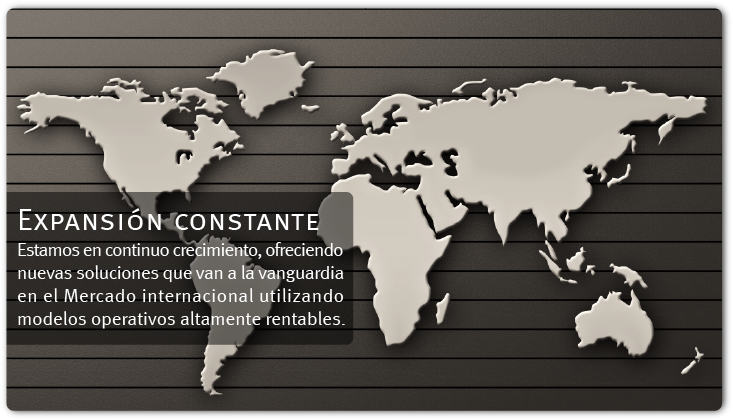 Expansión constante
Estamos en continuo crecimiento, ofreciendo
nuevas soluciones que van a la vanguardia
en el Mercado internacional utilizando
modelos operativos altamente rentables.